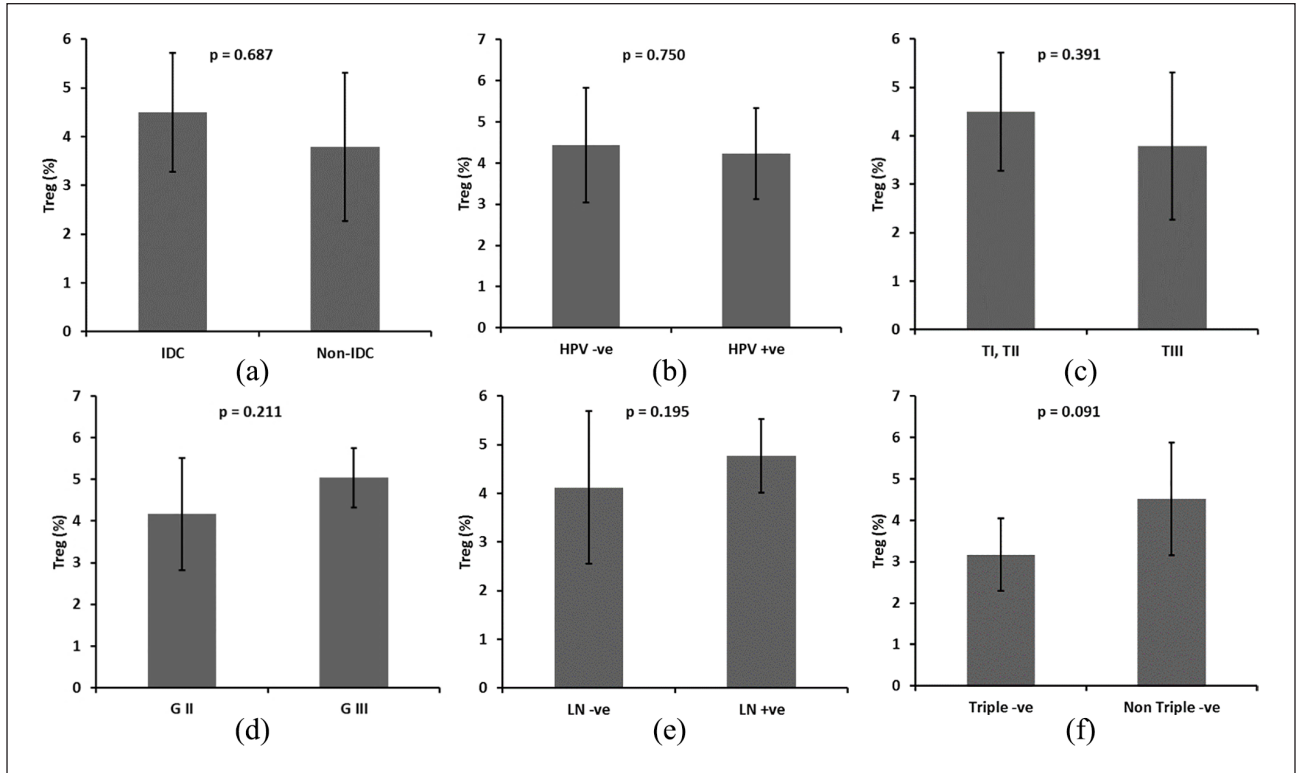 6
5
4
3
2
1
0
Treg (%)
p = 0.687
IDC
Non-IDC
(a)
7
6
5
4
3
2
1
0
Treg (%)
p = 0.750
HPV -ve
HPV +ve
(b)
6
5
4
3
2
1
0
Treg (%)
p = 0.391
TI, TII
TIII
(c)
7
6
5
4
3
2
1
0
Treg (%)
p = 0.211
G II
G III
(d)
6
5
4
3
2
1
0
Treg (%)
p = 0.195
LN -ve
LN +ve
(e)
7
6
5
4
3
2
1
0
Treg (%)
p = 0.091
Triple -ve
Non Triple -ve
(f)